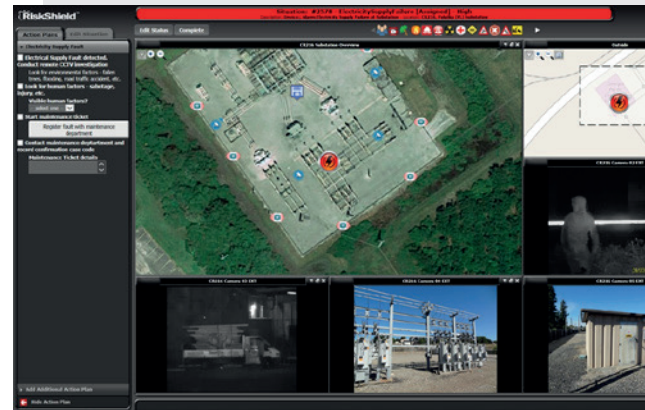 RiskShield
Situation: #2578 - ElectricitySupplyFailure [Assigned] - High
Action Plans
Edit Situation
Edit Status
Complete
Electricity Supply Fault
Electrical Supply Fault detected.
Conduct remote CCTV investigation
Look for environmental factors - fallen
trees, flooding, road traffic accident, etc.
Look for human factors - sabotage,
injury, etc.
Visible human factors?
select one
Start maintenance ticket
Register fault with maintenance
department
Contact maintenance department and
record confirmative case code
Maintenance Ticket details
Add Additional Action Plan
Hide Action Plan
Substation Overview
Outside